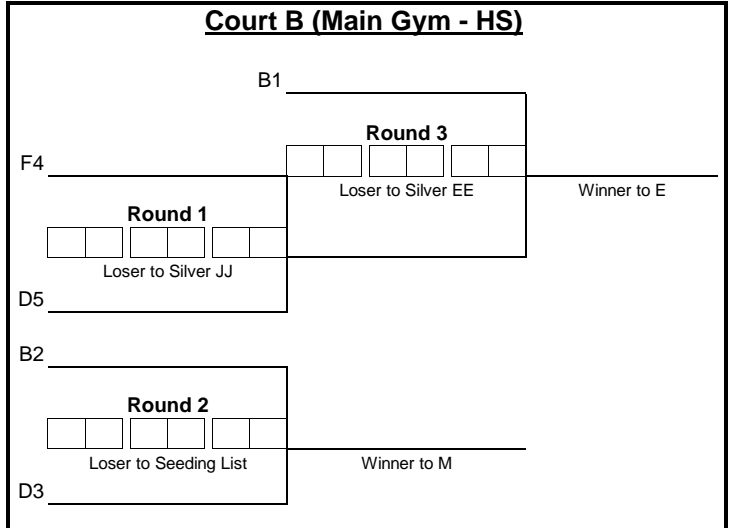 Court B (Main Gym - HS)
B1
Round 3
F4
Loser to Silver EE
Winner to E
Round 1
Loser to Silver JJ
D5
B2
Round 2
Loser to Seeding List
Winner to M
D3